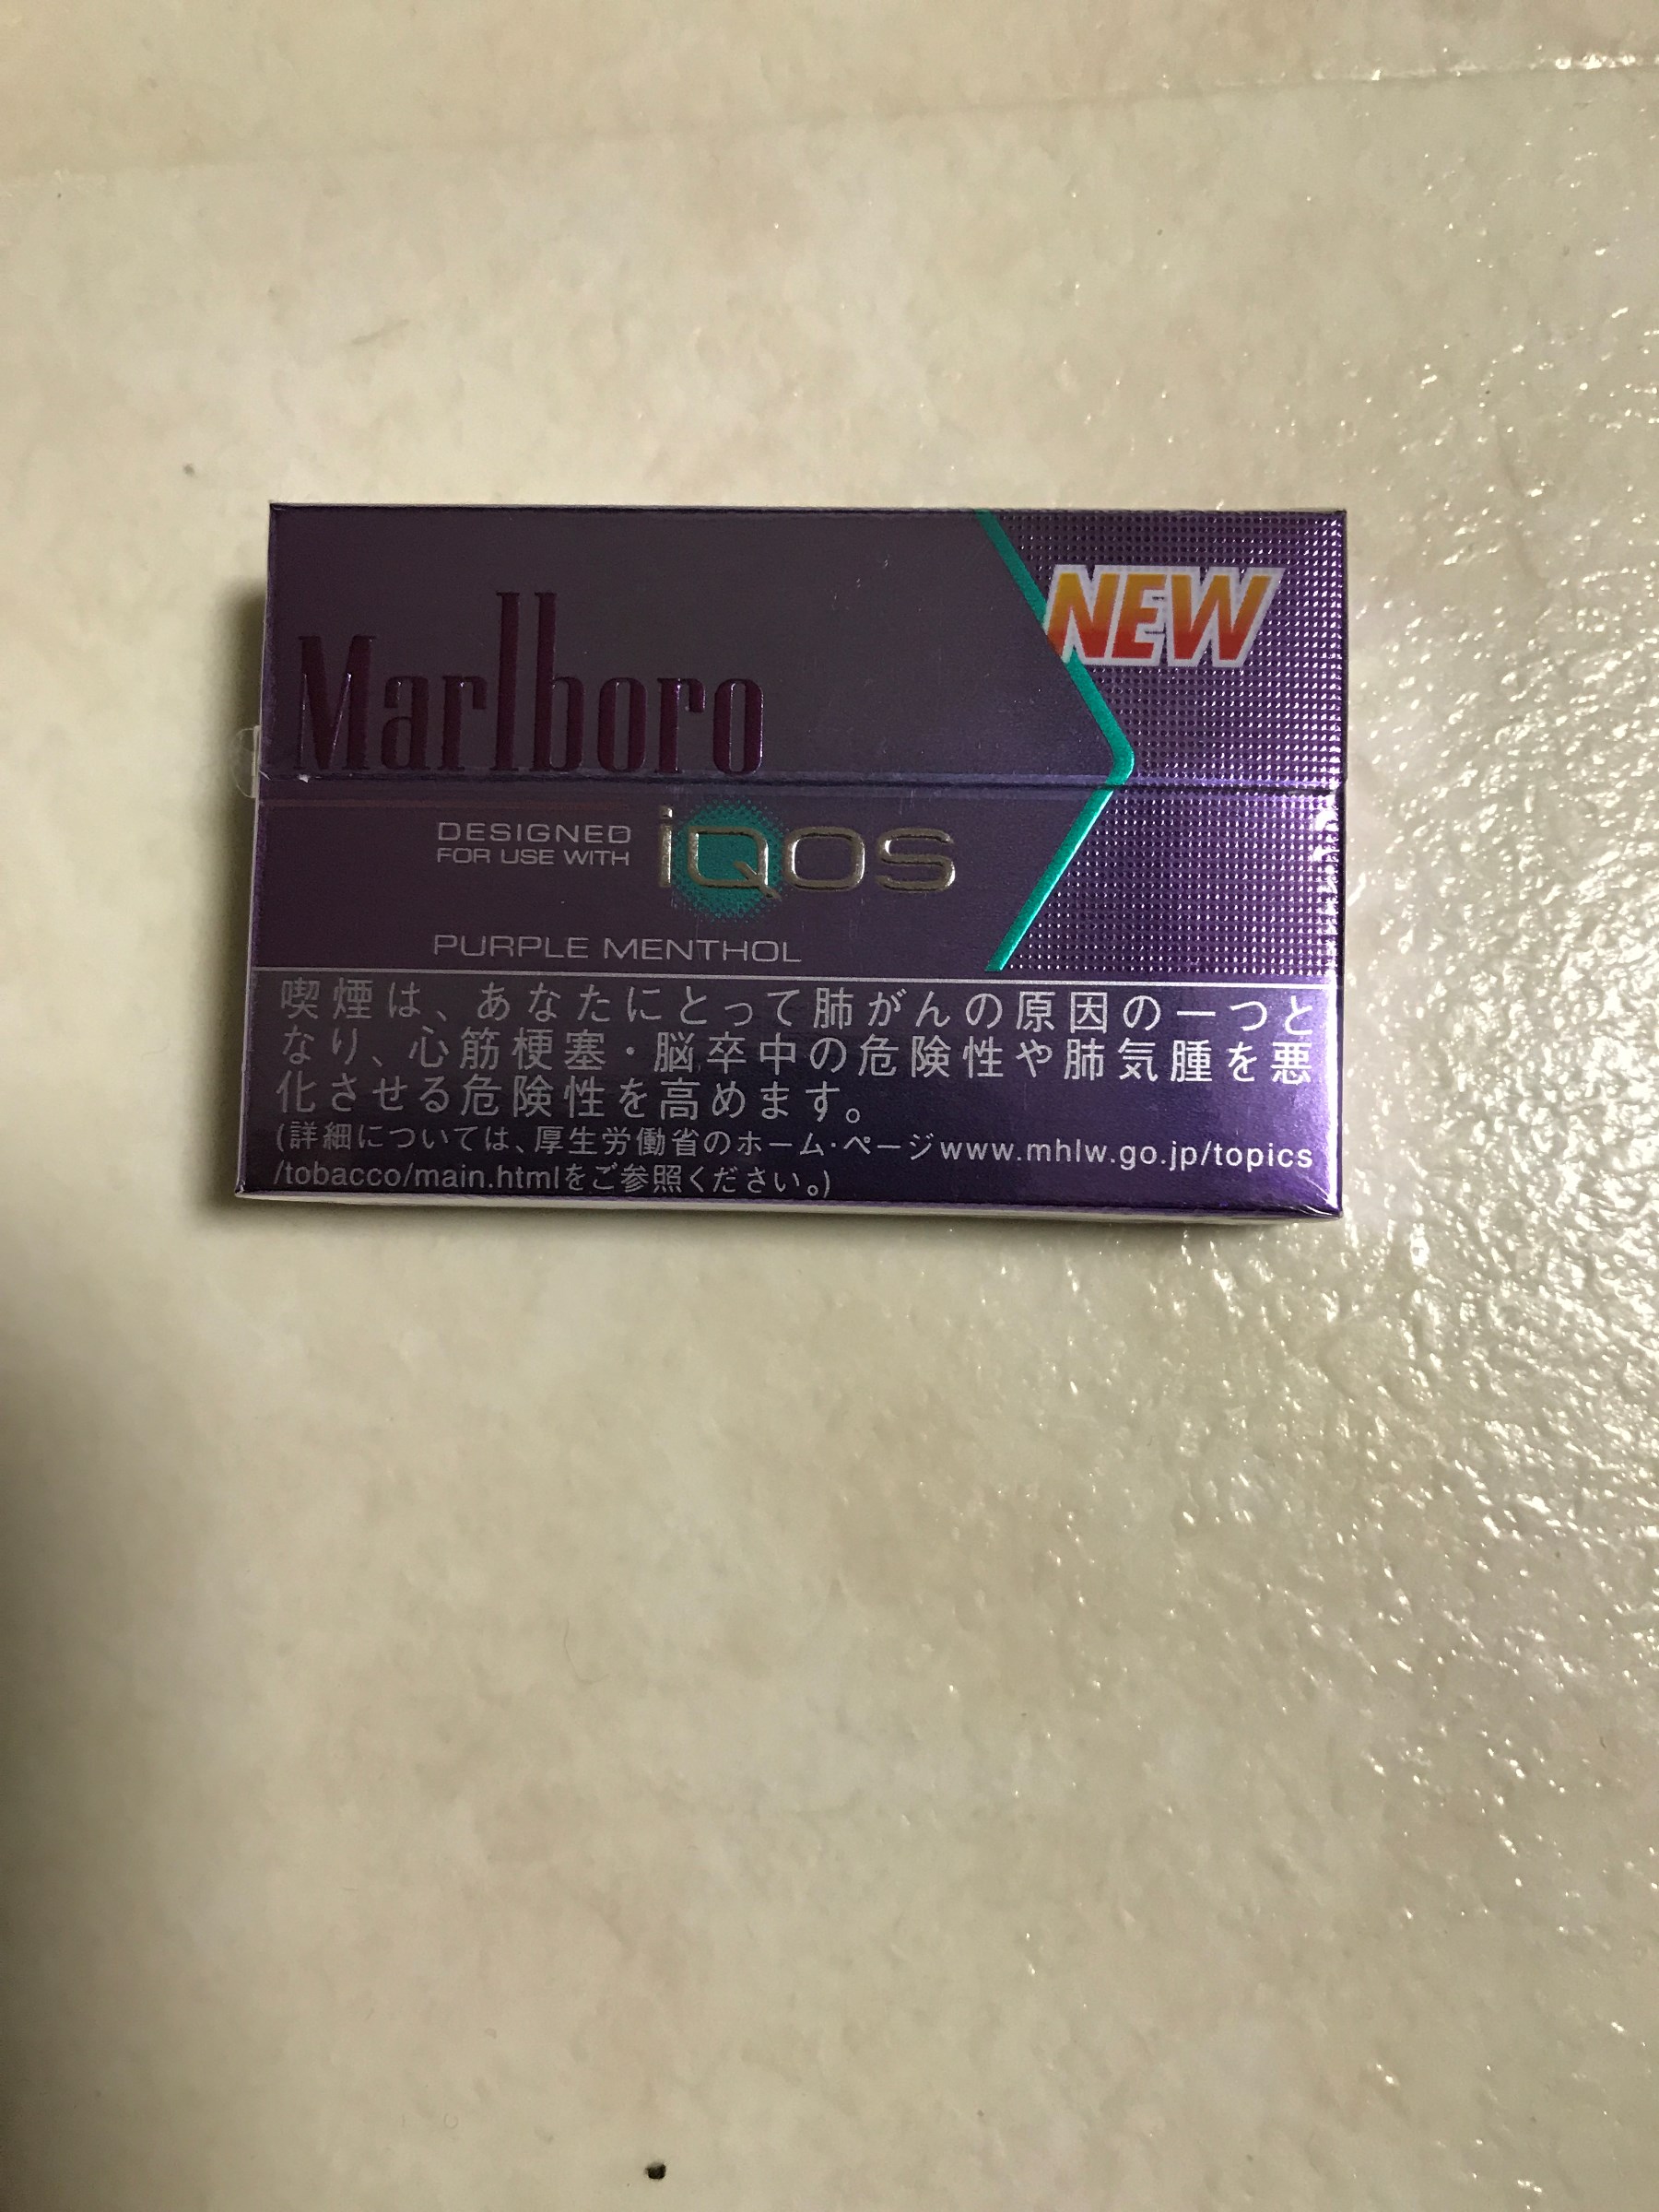 Marlboro
NEW
DESIGNED
FOR USE WITH
iQOS
PURPLE MENTHOL
喫煙は、あなたにとって肺がんの原因の一つと
なり、心筋梗塞・脳卒中の危険性や肺気腫を悪
化させる危険性を高めます。
(詳細については、厚生労働省のホーム・ページwww.mhlw.go.jp/topics
/tobacco/main.htmlをご参照ください。)